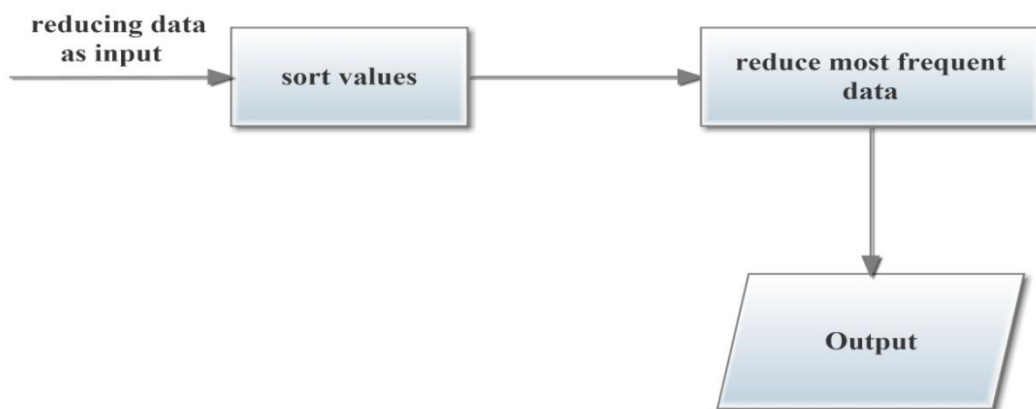 reducing data
as input
sort values
reduce most frequent
data
Output